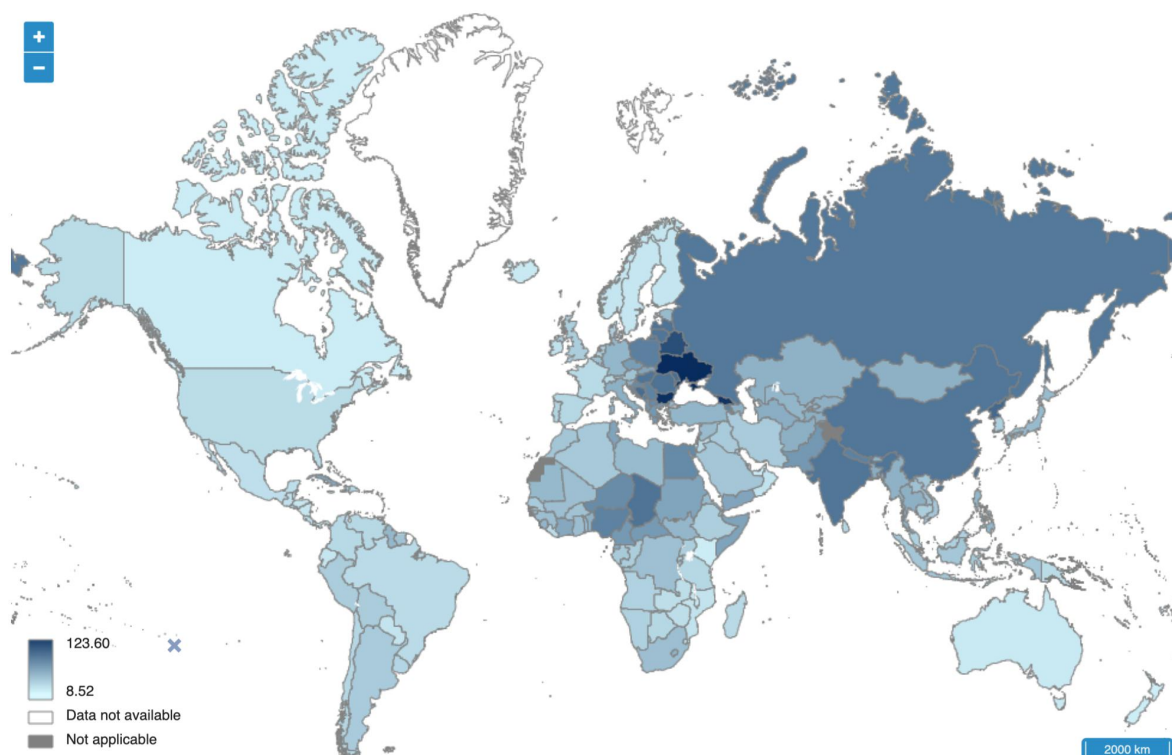 +
−
123.60
8.52
Data not available
Not applicable
2000 km